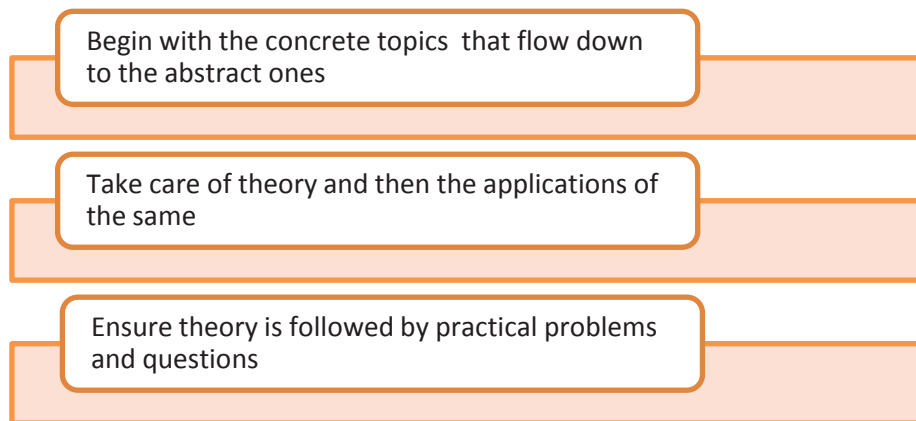 Begin with the concrete topics  that flow down
to the abstract ones
Take care of theory and then the applications of
the same
Ensure theory is followed by practical problems
and questions